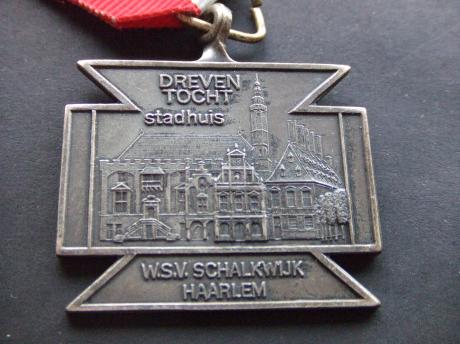 DREVEN
TOCHT
stadhuis
W.S.V. SCHALKWIJK
HAARLEM